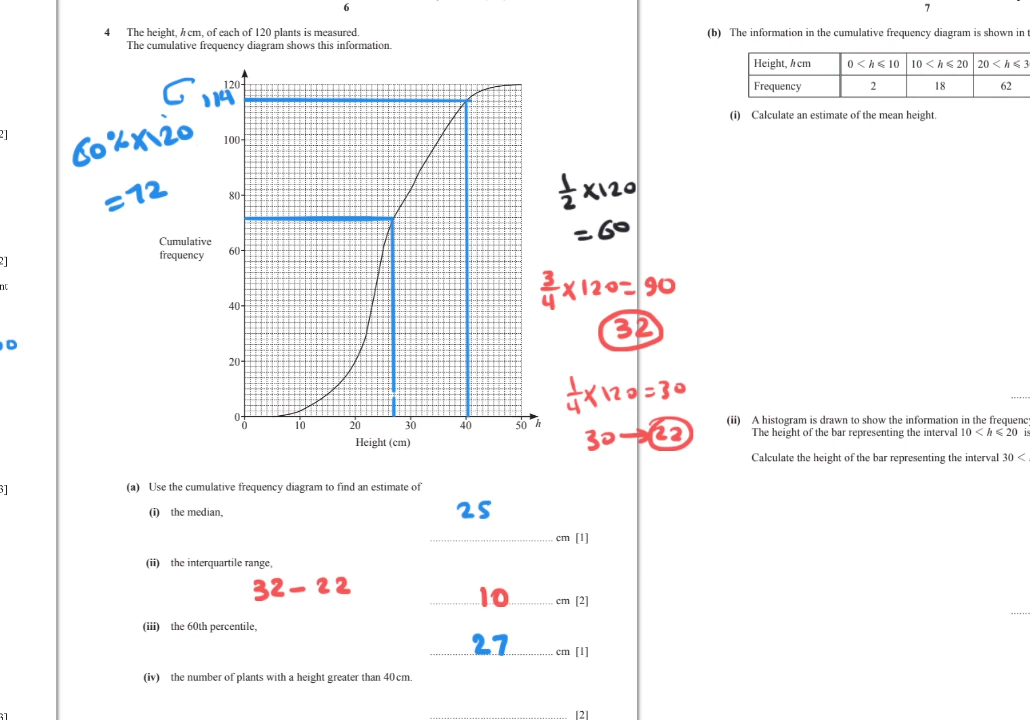 6
4 The height, h cm, of each of 120 plants is measured.
The cumulative frequency diagram shows this information.
120
114
100
60% x 120
= 72
80
Cumulative
frequency
60
40
20
0
0 10 20 30 40 50 h
Height (cm)
1/2 x 120
= 60
3/4 x 120 = 90
32
1/4 x 120 = 30
30 → 22
(a) Use the cumulative frequency diagram to find an estimate of
(i) the median,
25
cm [1]
(ii) the interquartile range,
32 - 22
10 cm [2]
(iii) the 60th percentile,
27 cm [1]
(iv) the number of plants with a height greater than 40 cm.
[2]
7
(b) The information in the cumulative frequency diagram is shown in
Height, h cm 0 < h ⩽ 10 10 < h ⩽ 20 20 < h ⩽ 3
Frequency 2 18 62
(i) Calculate an estimate of the mean height.
(ii) A histogram is drawn to show the information in the frequency
The height of the bar representing the interval 10 < h ⩽ 20 is
Calculate the height of the bar representing the interval 30 <